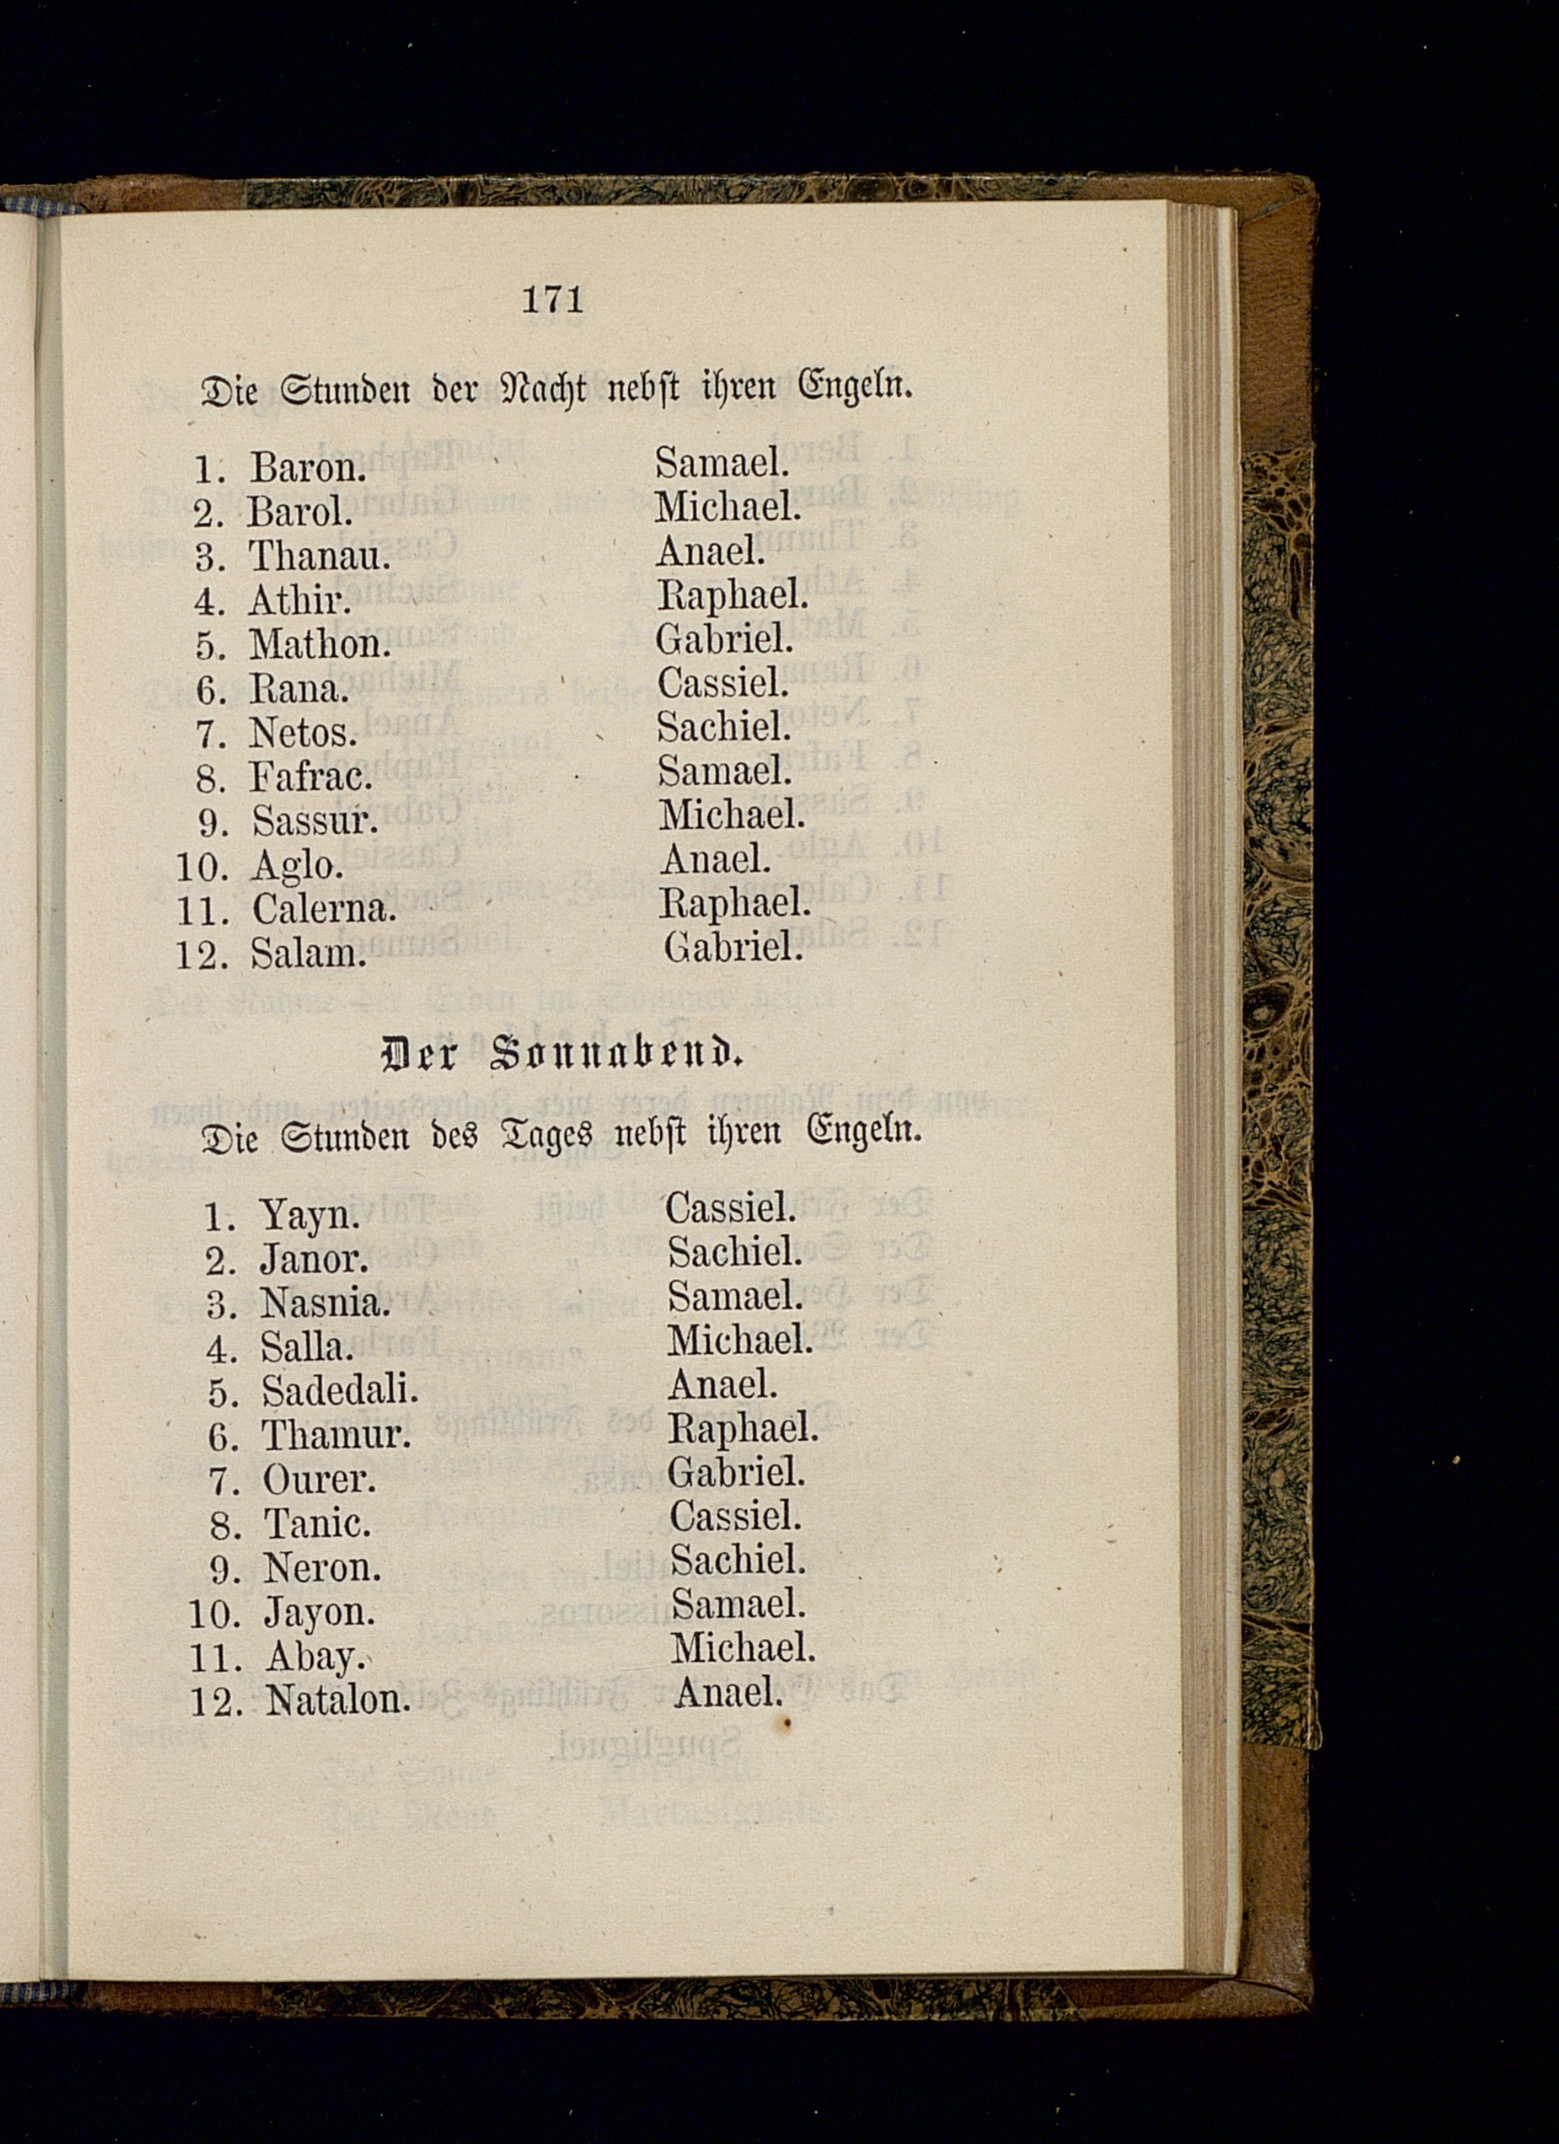 171
Die Stunden der Nacht nebst ihren Engeln.
1. Baron. Samael.
2. Barol. Michael.
3. Thanau. Anael.
4. Athir. Raphael.
5. Mathon. Gabriel.
6. Rana. Cassiel.
7. Netos. Sachiel.
8. Fafrac. Samael.
9. Sassur. Michael.
10. Aglo. Anael.
11. Calerna. Raphael.
12. Salam. Gabriel.
Der Sonnabend.
Die Stunden des Tages nebst ihren Engeln.
1. Yayn. Cassiel.
2. Janor. Sachiel.
3. Nasnia. Samael.
4. Salla. Michael.
5. Sadedali. Anael.
6. Thamur. Raphael.
7. Ourer. Gabriel.
8. Tanic. Cassiel.
9. Neron. Sachiel.
10. Jayon. Samael.
11. Abay. Michael.
12. Natalon. Anael.